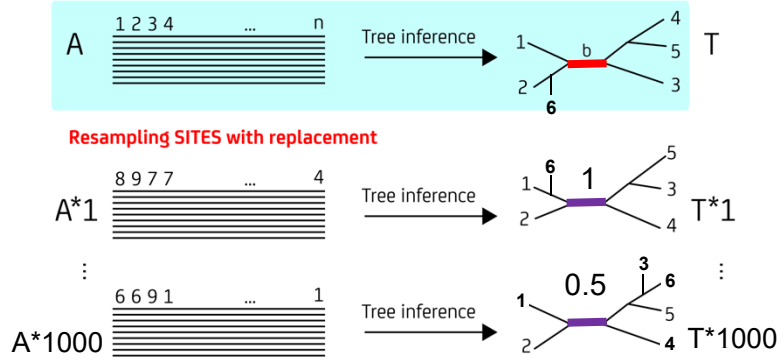 1 2 3 4 ... n
A
Tree inference
1
2
6
b
4
5
3
T
Resampling SITES with replacement
8 9 7 7 ... 4
A*1
Tree inference
6
1
2
1
5
3
4
T*1
⋮
⋮
6 6 9 1 ... 1
A*1000
Tree inference
1
2
0.5
3
6
5
4
T*1000